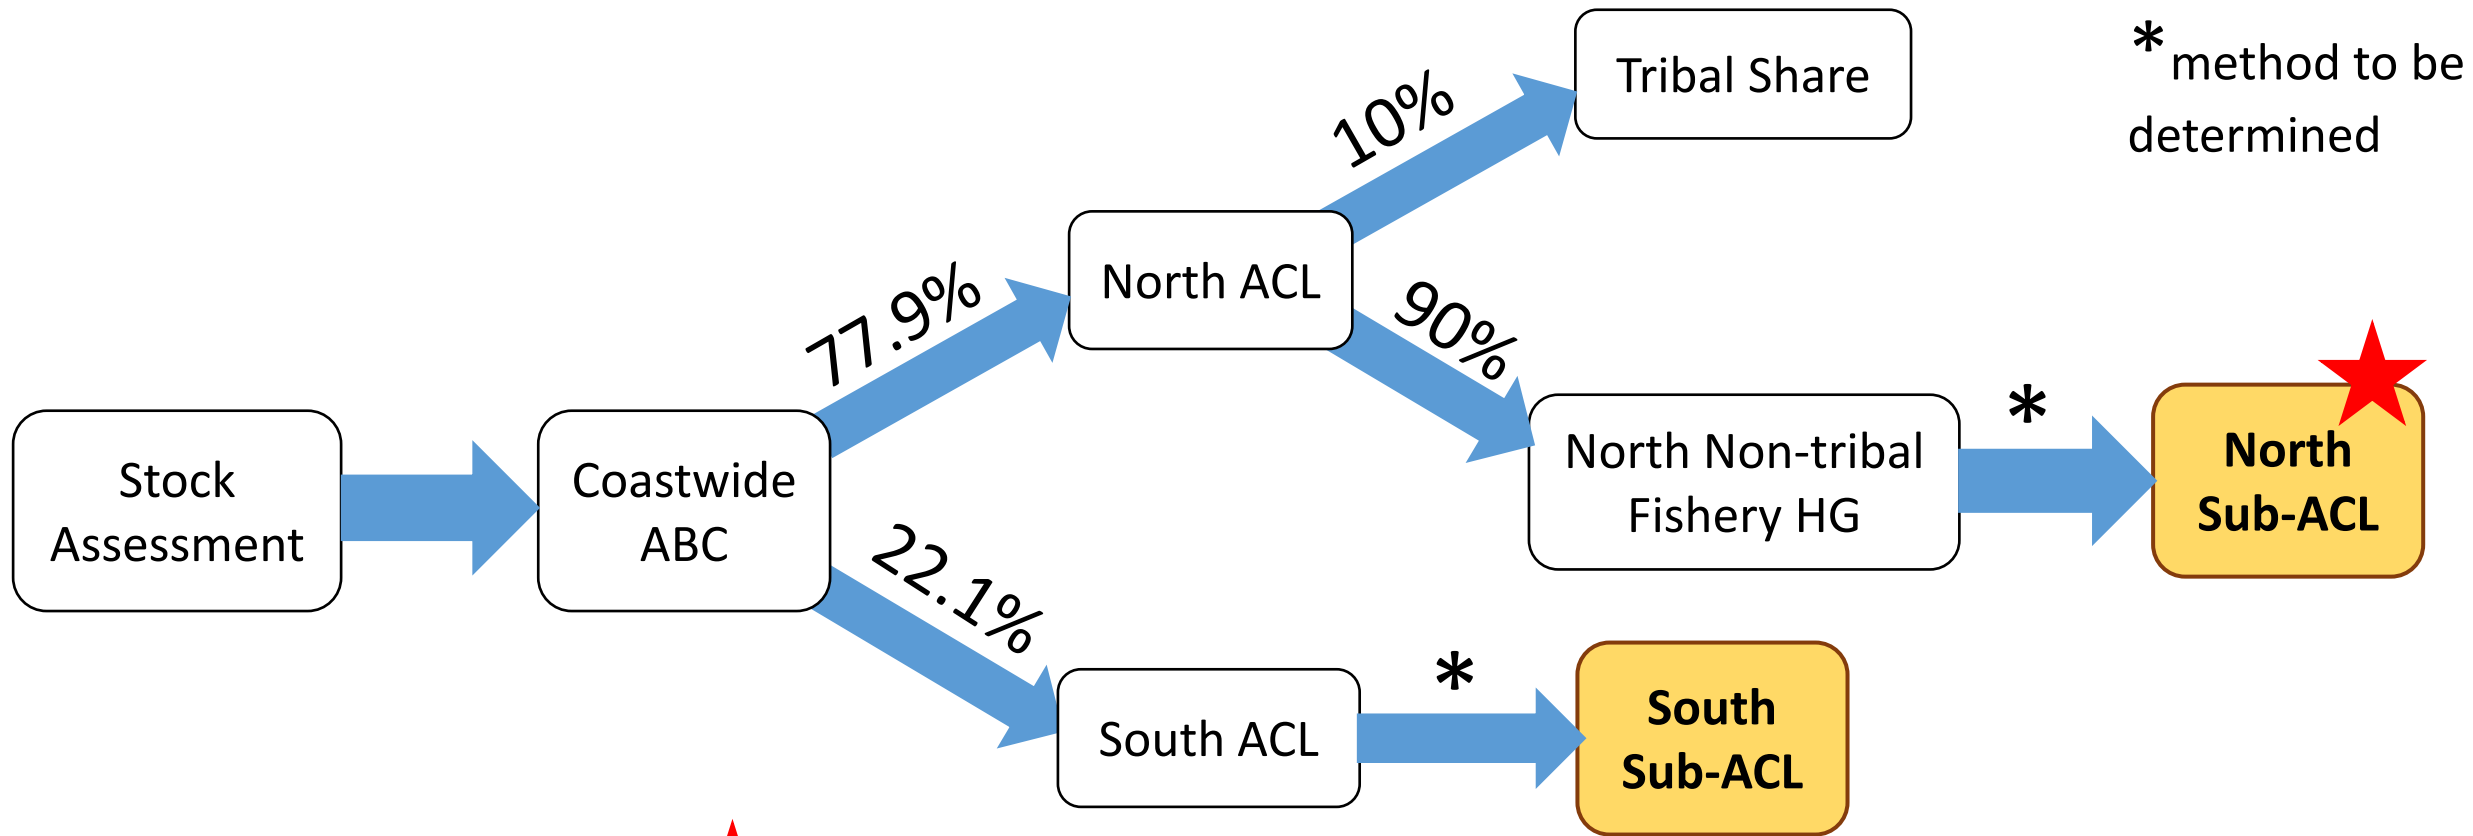 Tribal Share
* method to be
determined
10%
North ACL
77.9%
90%
North Non-tribal
Fishery HG
*
North
Sub-ACL
Stock
Assessment
Coastwide
ABC
22.1%
South ACL
*
South
Sub-ACL